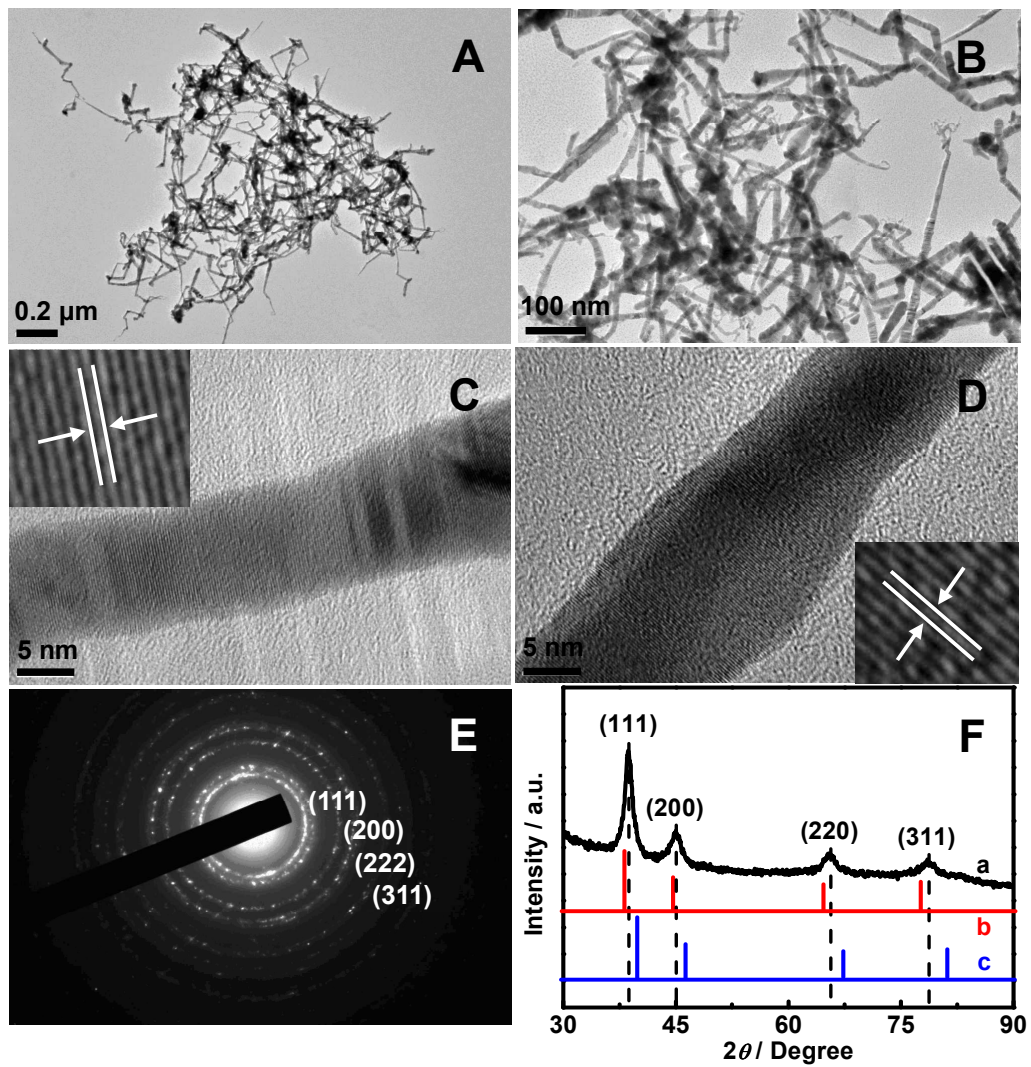 A
0.2 µm
B
100 nm
C
5 nm
D
5 nm
E
(111)
(200)
(222)
(311)
F
(111)
(200)
(220)
(311)
a
b
c
Intensity / a.u.
30 45 60 75 90
2θ / Degree